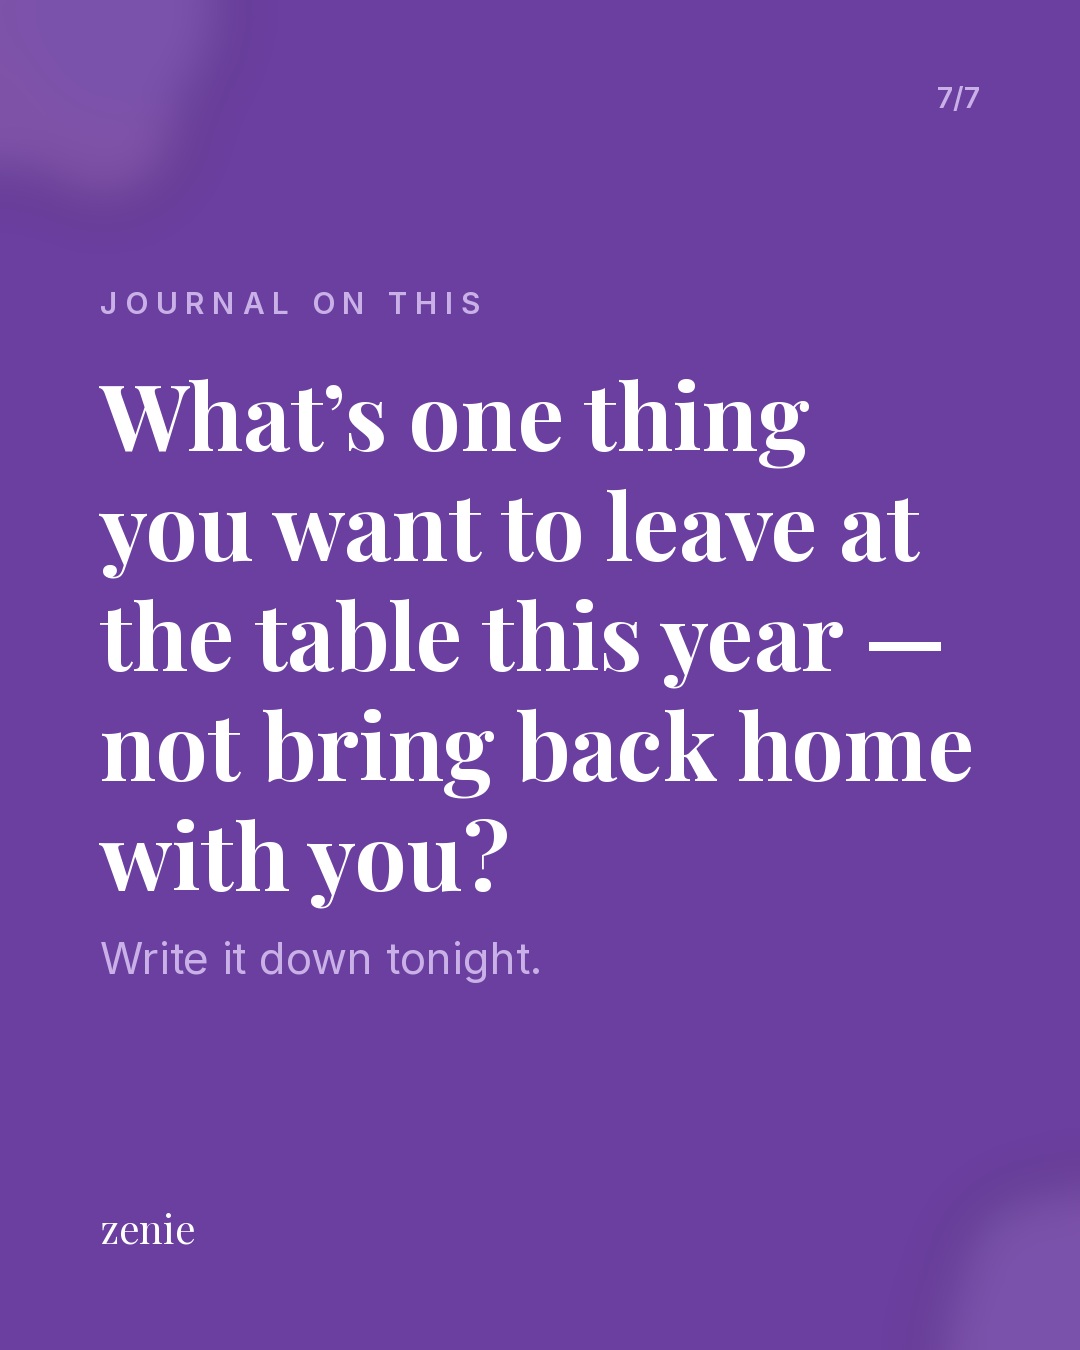 7/7
JOURNAL ON THIS
What’s one thing
you want to leave at
the table this year —
not bring back home
with you?
Write it down tonight.
zenie